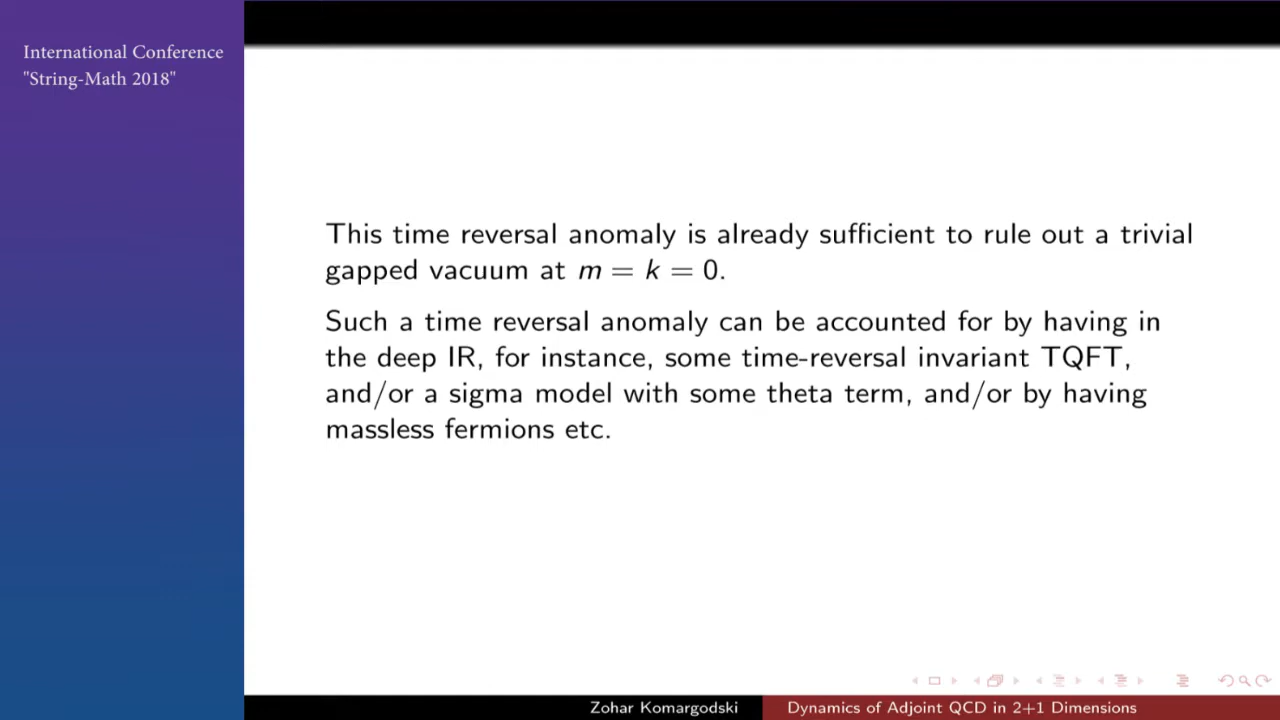 International Conference
"String-Math 2018"
This time reversal anomaly is already sufficient to rule out a trivial
gapped vacuum at m = k = 0.
Such a time reversal anomaly can be accounted for by having in
the deep IR, for instance, some time-reversal invariant TQFT,
and/or a sigma model with some theta term, and/or by having
massless fermions etc.
Zohar Komargodski
Dynamics of Adjoint QCD in 2+1 Dimensions